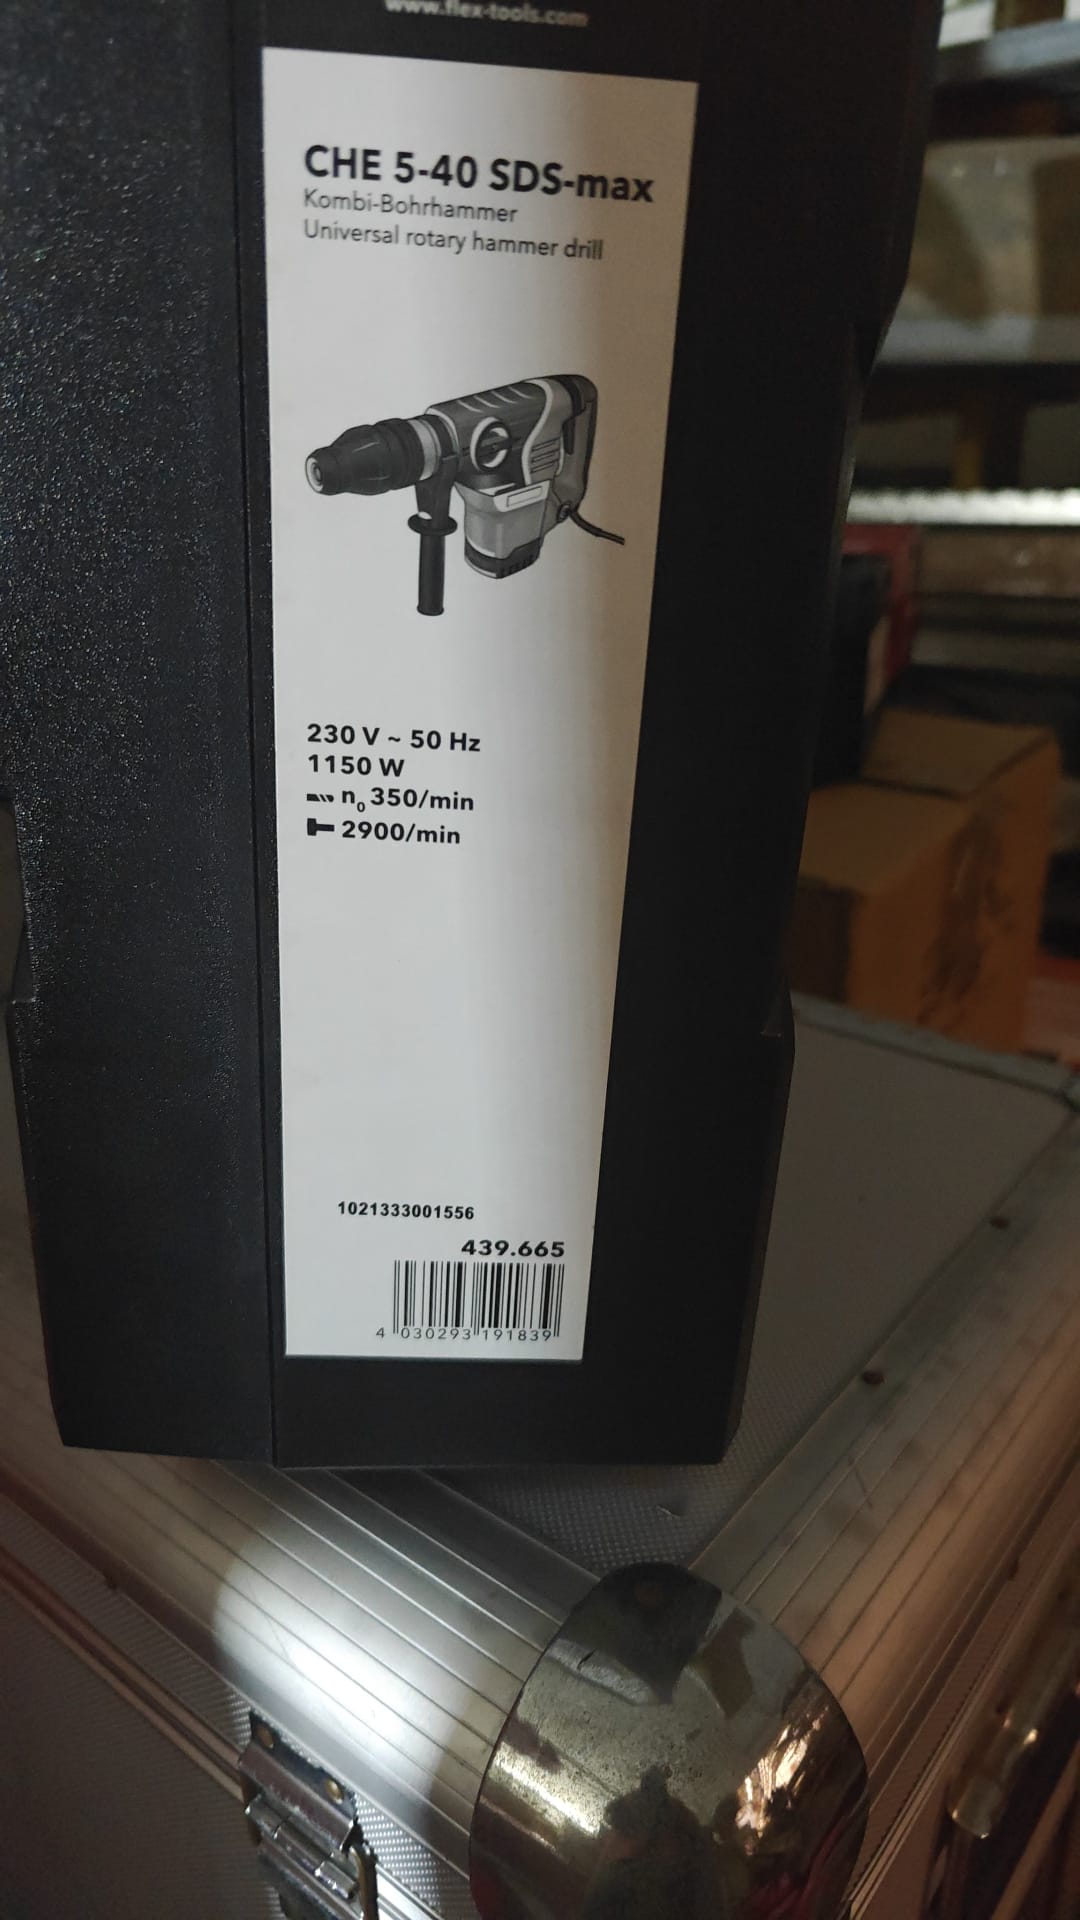 www.flex-tools.com
CHE 5-40 SDS-max
Kombi-Bohrhammer
Universal rotary hammer drill
230 V ~ 50 Hz
1150 W
n₀ 350/min
2900/min
1021333001556
439.665
4 030293 191839